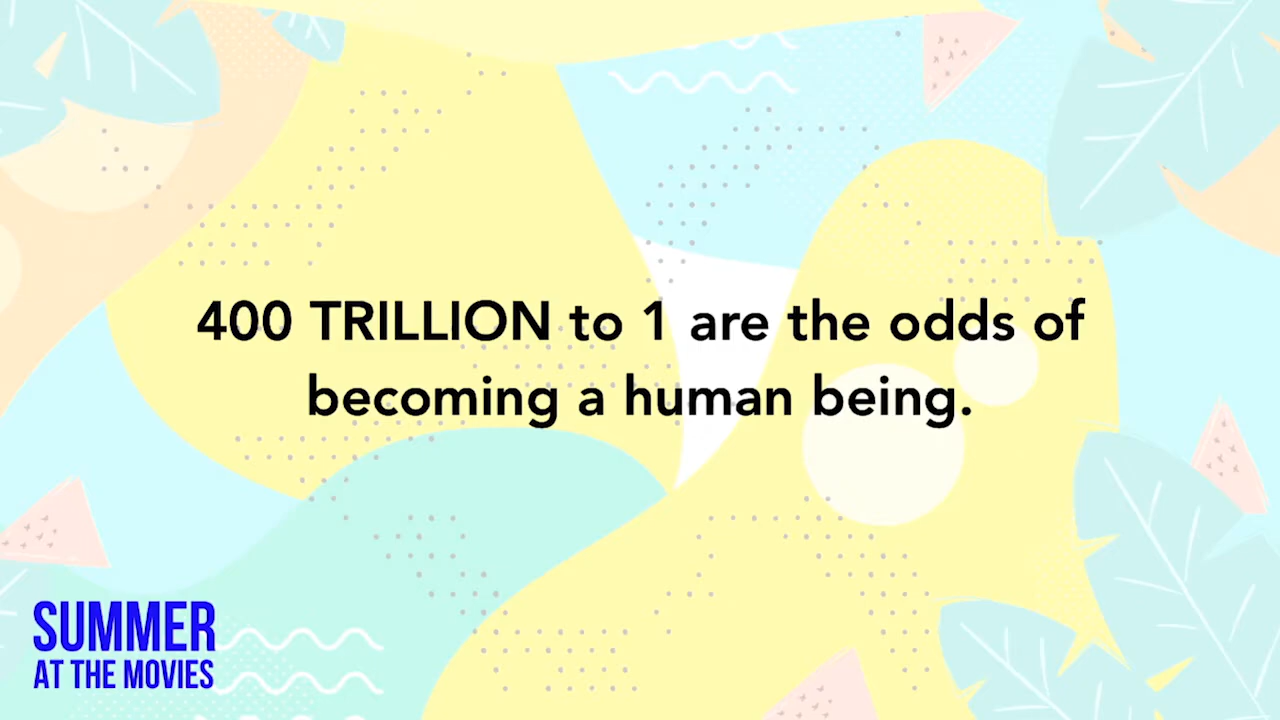 400 TRILLION to 1 are the odds of
becoming a human being.
SUMMER
AT THE MOVIES